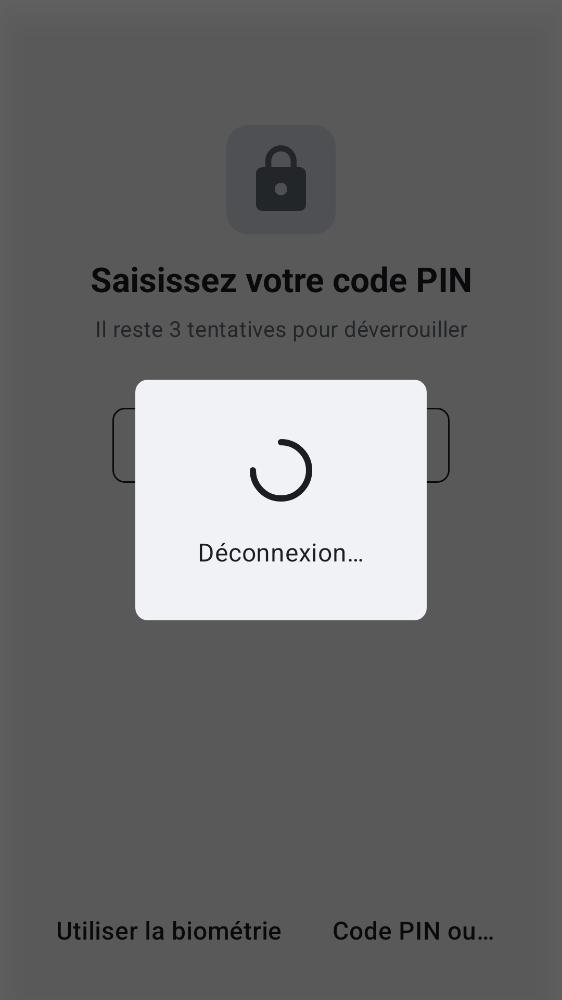 Saisissez votre code PIN
Il reste 3 tentatives pour déverrouiller
Déconnexion…
Utiliser la biométrie
Code PIN ou…